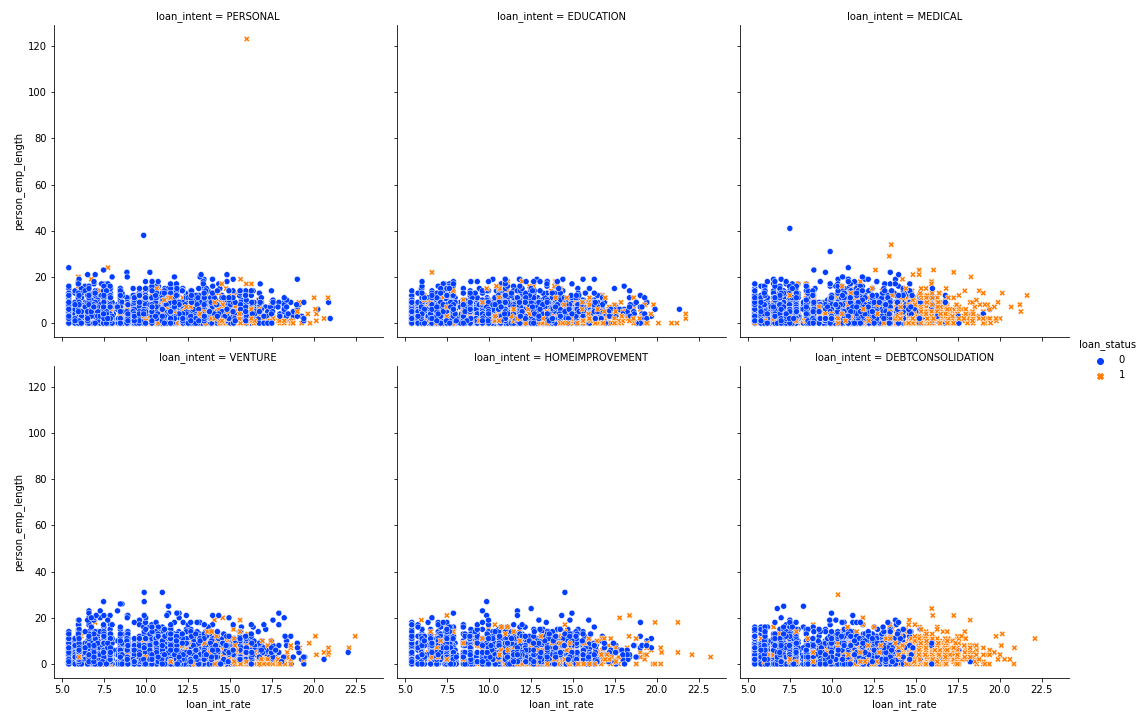 loan_intent = PERSONAL
loan_intent = EDUCATION
loan_intent = MEDICAL
120
100
80
60
40
20
0
person_emp_length
loan_status
0
1
loan_intent = VENTURE
loan_intent = HOMEIMPROVEMENT
loan_intent = DEBTCONSOLIDATION
120
100
80
60
40
20
0
person_emp_length
5.0 7.5 10.0 12.5 15.0 17.5 20.0 22.5
5.0 7.5 10.0 12.5 15.0 17.5 20.0 22.5
5.0 7.5 10.0 12.5 15.0 17.5 20.0 22.5
loan_int_rate
loan_int_rate
loan_int_rate